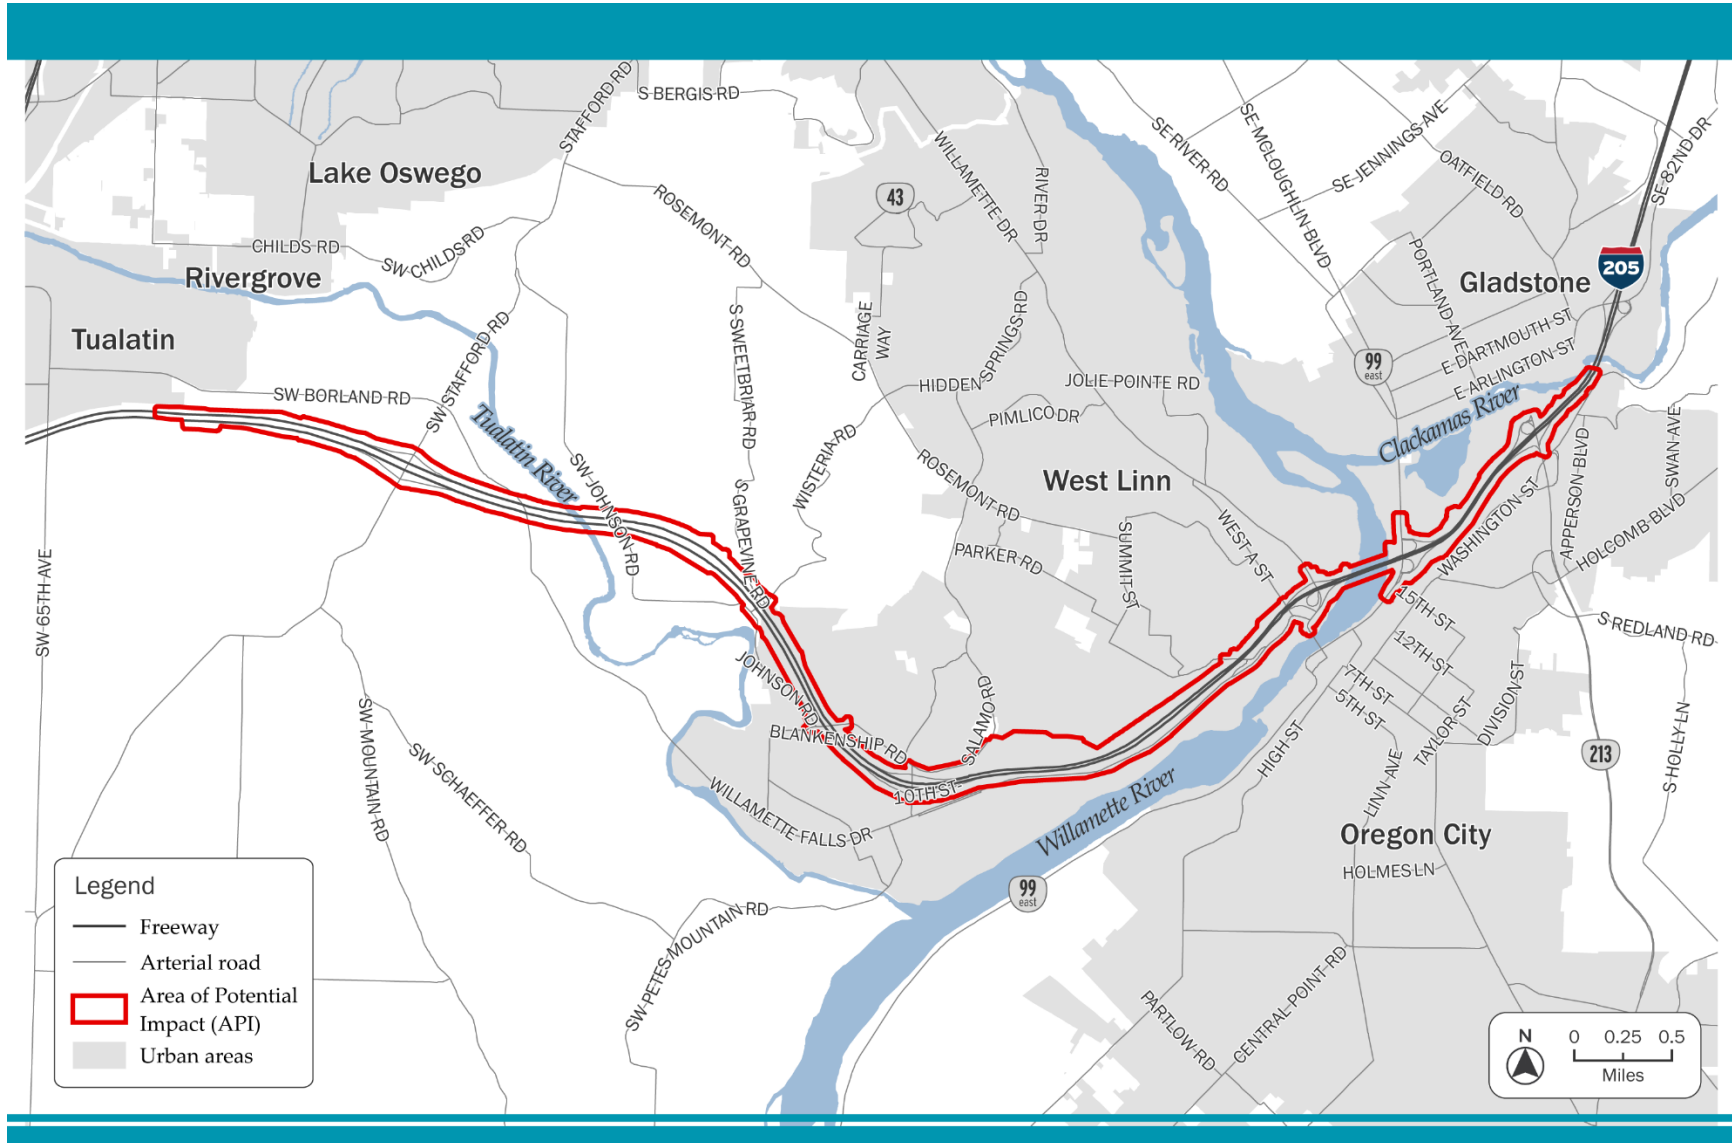 S BERGIS RD
STAFFORD RD
Lake Oswego
ROSEMONT RD
43
WILLAMETTE DR
RIVER DR
SE RIVER RD
SE MCLOUGHLIN BLVD
SE JENNINGS AVE
OATFIELD RD
SE 82ND DR
CHILDS RD
SW CHILDS RD
Rivergrove
Tualatin
SW STAFFORD RD
S SWEETBRIAR RD
CARRIAGE
WAY
HIDDEN SPRINGS RD
PORTLAND AVE
Gladstone
205
99
east
E DARTMOUTH ST
E ARLINGTON ST
SW BORLAND RD
Tualatin River
JOLIE POINTE RD
PIMLICO DR
Clackamas River
SWAN AVE
WISTERIA RD
ROSEMONT RD
West Linn
SW JOHNSON RD
S GRAPEVINE RD
PARKER RD
SUMMIT ST
WEST A ST
WASHINGTON ST
APPERSON BLVD
HOLCOMB BLVD
SW 65TH AVE
15TH ST
12TH ST
S REDLAND RD
7TH ST
5TH ST
JOHNSON RD
BLANKENSHIP RD
SALAMO RD
10TH ST
HIGH ST
TAYLOR ST
DIVISION ST
LINN AVE
213
S HOLLY LN
SW MOUNTAIN RD
SW SCHAEFFER RD
WILLAMETTE FALLS DR
Willamette River
Oregon City
HOLMES LN
99
east
SW PETES MOUNTAIN RD
PARTLOW RD
CENTRAL POINT RD
Legend
Freeway
Arterial road
Area of Potential
Impact (API)
Urban areas
N
0 0.25 0.5
Miles